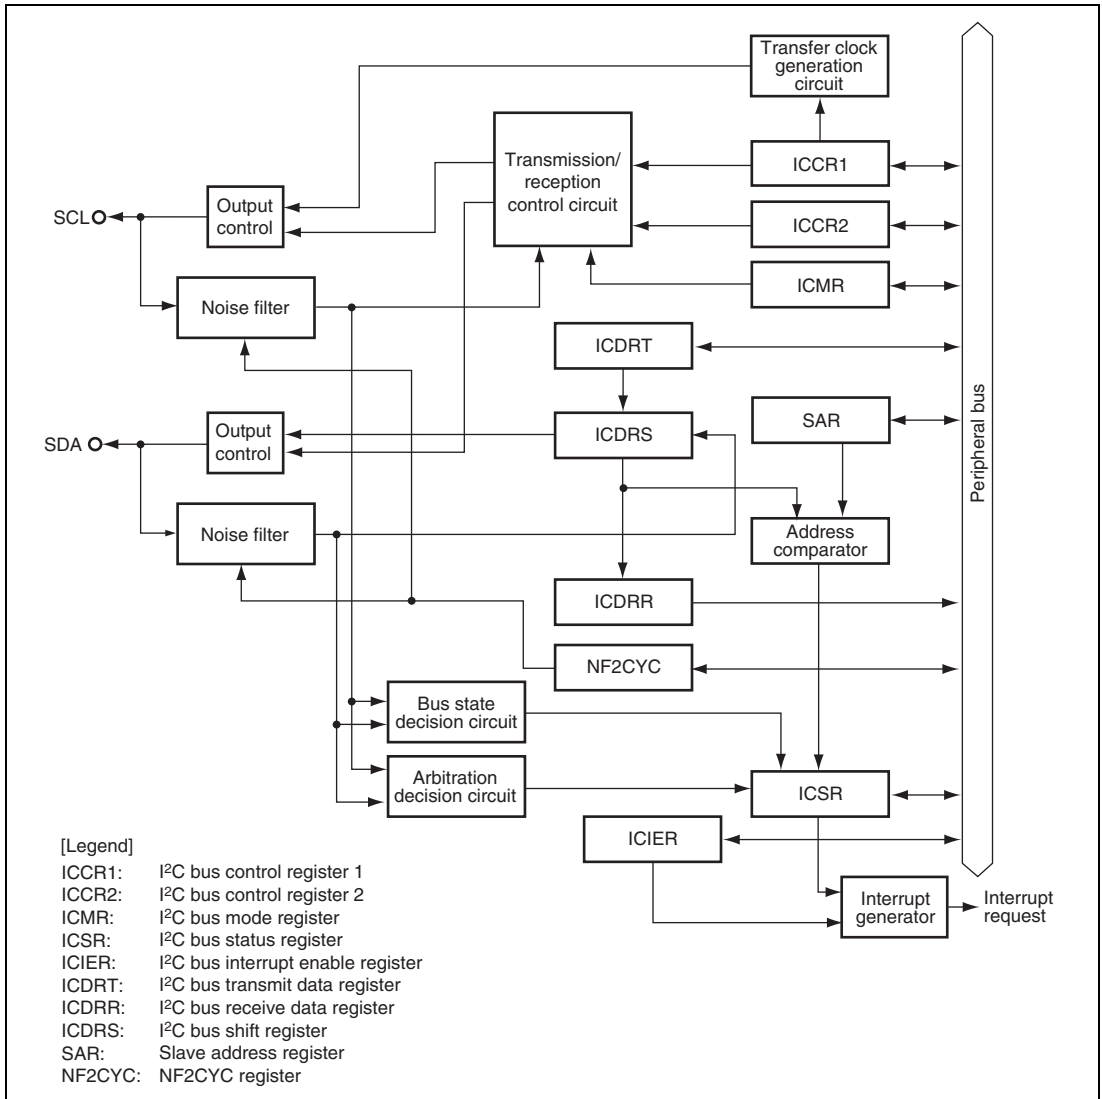 Transfer clock
generation
circuit
Transmission/
reception
control circuit
ICCR1
SCL
Output
control
ICCR2
ICMR
Noise filter
ICDRT
Peripheral bus
SAR
SDA
Output
control
ICDRS
Noise filter
Address
comparator
ICDRR
NF2CYC
Bus state
decision circuit
Arbitration
decision circuit
ICSR
ICIER
Interrupt
generator
Interrupt
request
[Legend]
ICCR1: I²C bus control register 1
ICCR2: I²C bus control register 2
ICMR: I²C bus mode register
ICSR: I²C bus status register
ICIER: I²C bus interrupt enable register
ICDRT: I²C bus transmit data register
ICDRR: I²C bus receive data register
ICDRS: I²C bus shift register
SAR: Slave address register
NF2CYC: NF2CYC register